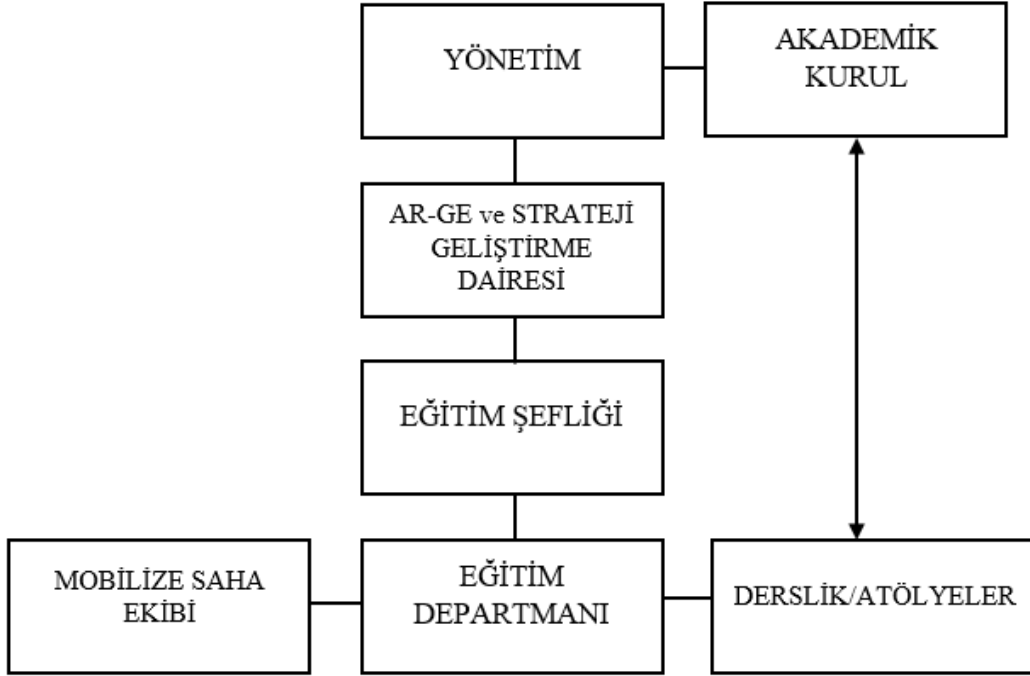 YÖNETİM
AKADEMİK
KURUL
AR-GE ve STRATEJİ
GELİŞTİRME
DAİRESİ
EĞİTİM ŞEFLİĞİ
MOBİLİZE SAHA
EKİBİ
EĞİTİM
DEPARTMANI
DERSLİK/ATÖLYELER